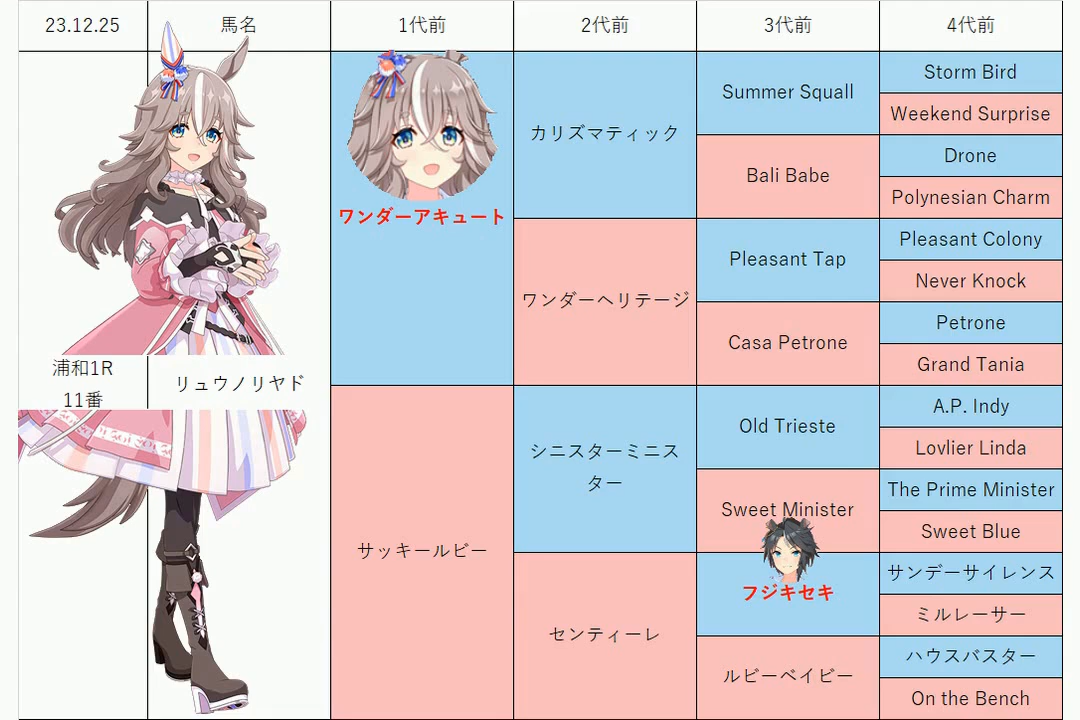 23.12.25
馬名
1代前
2代前
3代前
4代前
浦和1R
11番
リュウノリヤド
ワンダーアキュート
サッキールビー
カリズマティック
ワンダーヘリテージ
シニスターミニス
ター
センティーレ
Summer Squall
Bali Babe
Pleasant Tap
Casa Petrone
Old Trieste
Sweet Minister
フジキセキ
ルビーベイビー
Storm Bird
Weekend Surprise
Drone
Polynesian Charm
Pleasant Colony
Never Knock
Petrone
Grand Tania
A.P. Indy
Lovlier Linda
The Prime Minister
Sweet Blue
サンデーサイレンス
ミルレーサー
ハウスバスター
On the Bench